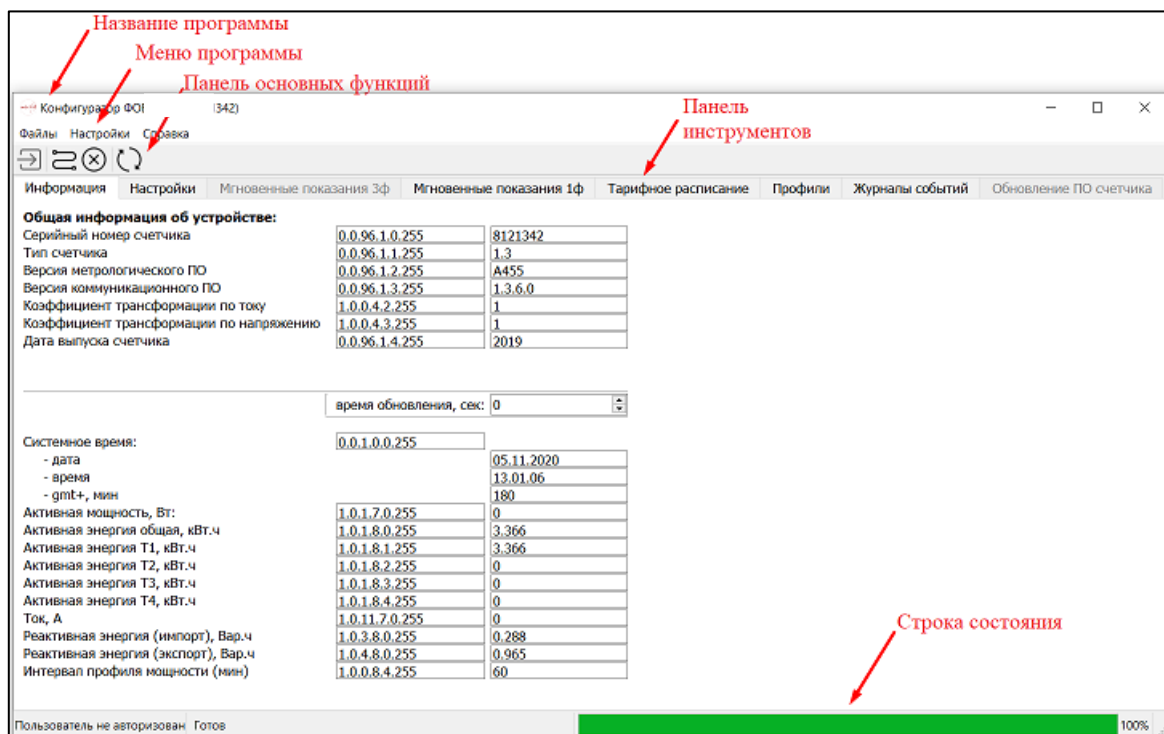 Название программы
Меню программы
Панель основных функций
Панель инструментов
Конфигуратор 342)
Файлы Настройки Справка
Информация Настройки Мгновенные показания 3ф Мгновенные показания 1ф Тарифное расписание Профили Журналы событий Обновление ПО счетчика
Общая информация об устройстве:
Серийный номер счетчика 0.0.96.1.0.255 8121342
Тип счетчика 0.0.96.1.1.255 1.3
Версия метрологического ПО 0.0.96.1.2.255 A455
Версия коммуникационного ПО 0.0.96.1.3.255 1.3.6.0
Коэффициент трансформации по току 1.0.0.4.2.255 1
Коэффициент трансформации по напряжению 1.0.0.4.3.255 1
Дата выпуска счетчика 0.0.96.1.4.255 2019
время обновления, сек: 0
Системное время: 0.0.1.0.0.255
- дата 05.11.2020
- время 13.01.06
- gmt+, мин 180
Активная мощность, Вт: 1.0.1.7.0.255 0
Активная энергия общая, кВт.ч 1.0.1.8.0.255 3.366
Активная энергия Т1, кВт.ч 1.0.1.8.1.255 3.366
Активная энергия Т2, кВт.ч 1.0.1.8.2.255 0
Активная энергия Т3, кВт.ч 1.0.1.8.3.255 0
Активная энергия Т4, кВт.ч 1.0.1.8.4.255 0
Ток, А 1.0.11.7.0.255 0
Реактивная энергия (импорт), Вар.ч 1.0.3.8.0.255 0.288
Реактивная энергия (экспорт), Вар.ч 1.0.4.8.0.255 0.965
Интервал профиля мощности (мин) 1.0.0.8.4.255 60
Строка состояния
Пользователь не авторизован Готов 100%